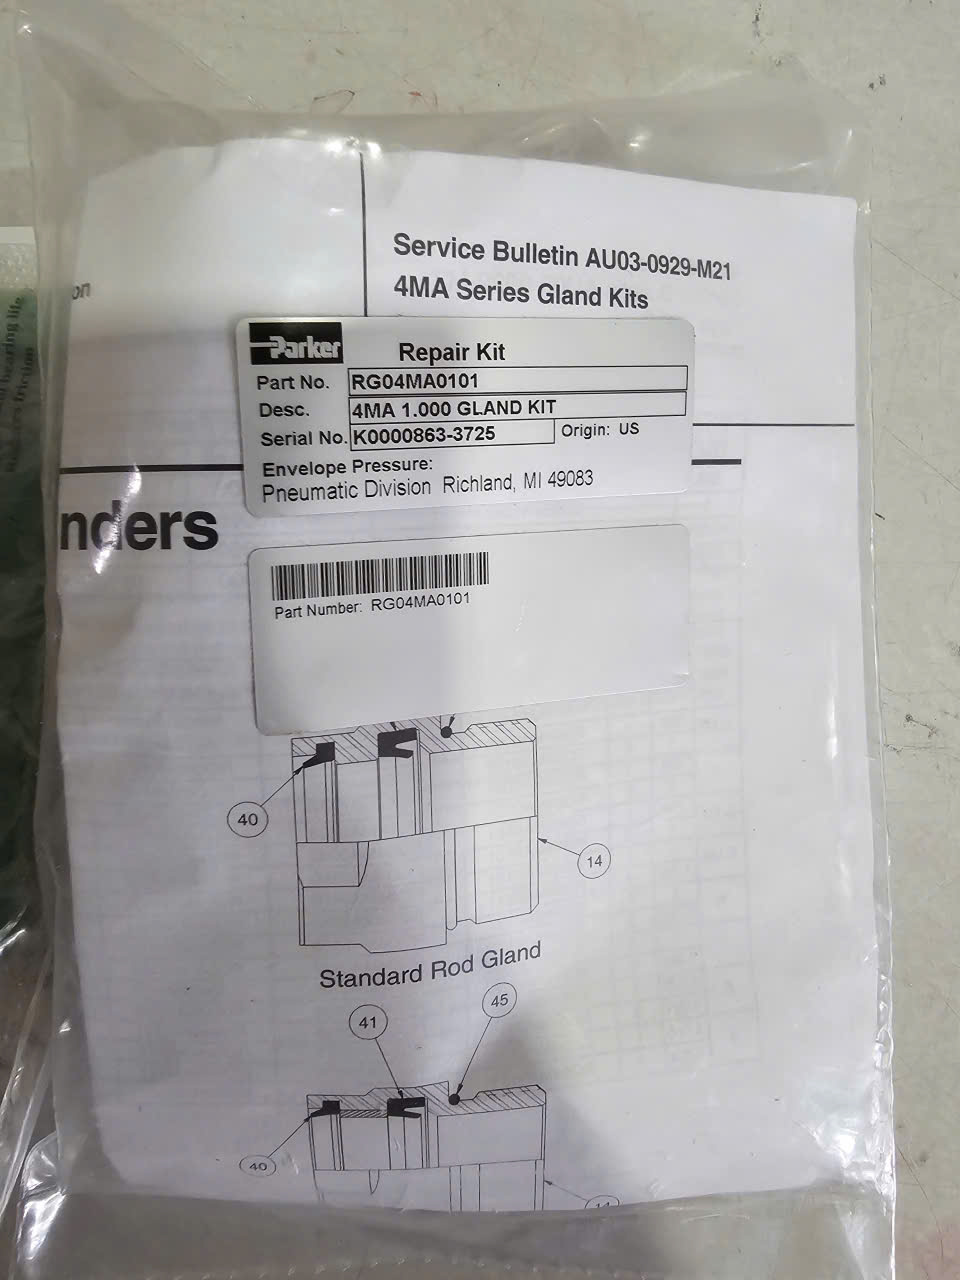 Service Bulletin AU03-0929-M21
4MA Series Gland Kits
on
Parker
Repair Kit
Part No. RG04MA0101
Desc. 4MA 1.000 GLAND KIT
Serial No. K0000863-3725 Origin: US
Envelope Pressure:
Pneumatic Division Richland, MI 49083
nders
Part Number: RG04MA0101
40
14
Standard Rod Gland
41
45
40
14